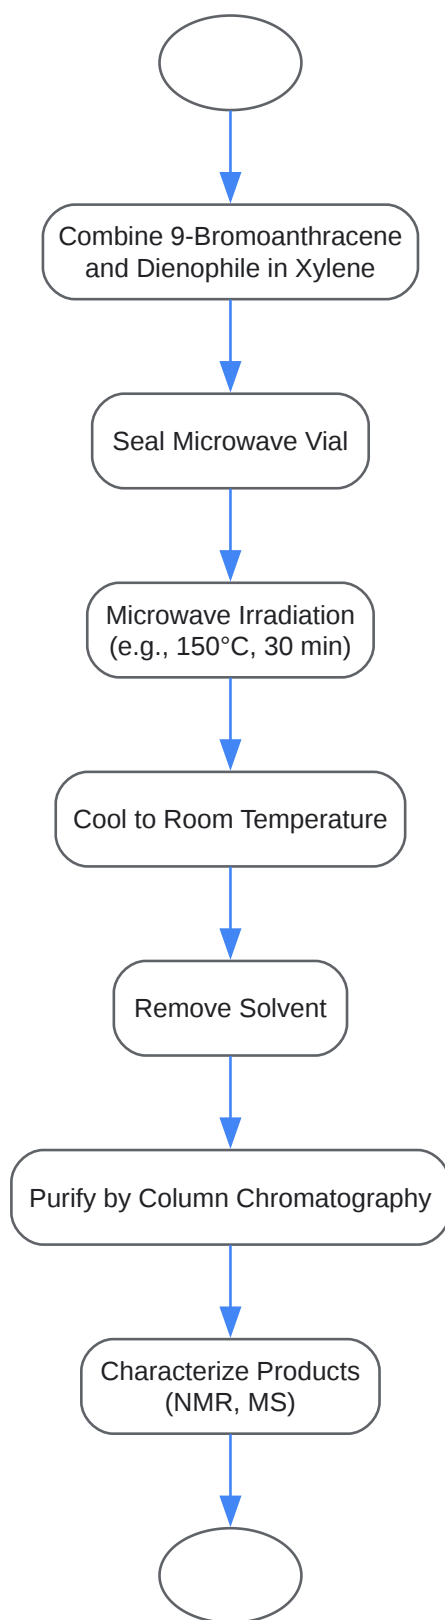 Combine 9-Bromoanthracene
and Dienophile in Xylene
Seal Microwave Vial
Microwave Irradiation
(e.g., 150°C, 30 min)
Cool to Room Temperature
Remove Solvent
Purify by Column Chromatography
Characterize Products
(NMR, MS)